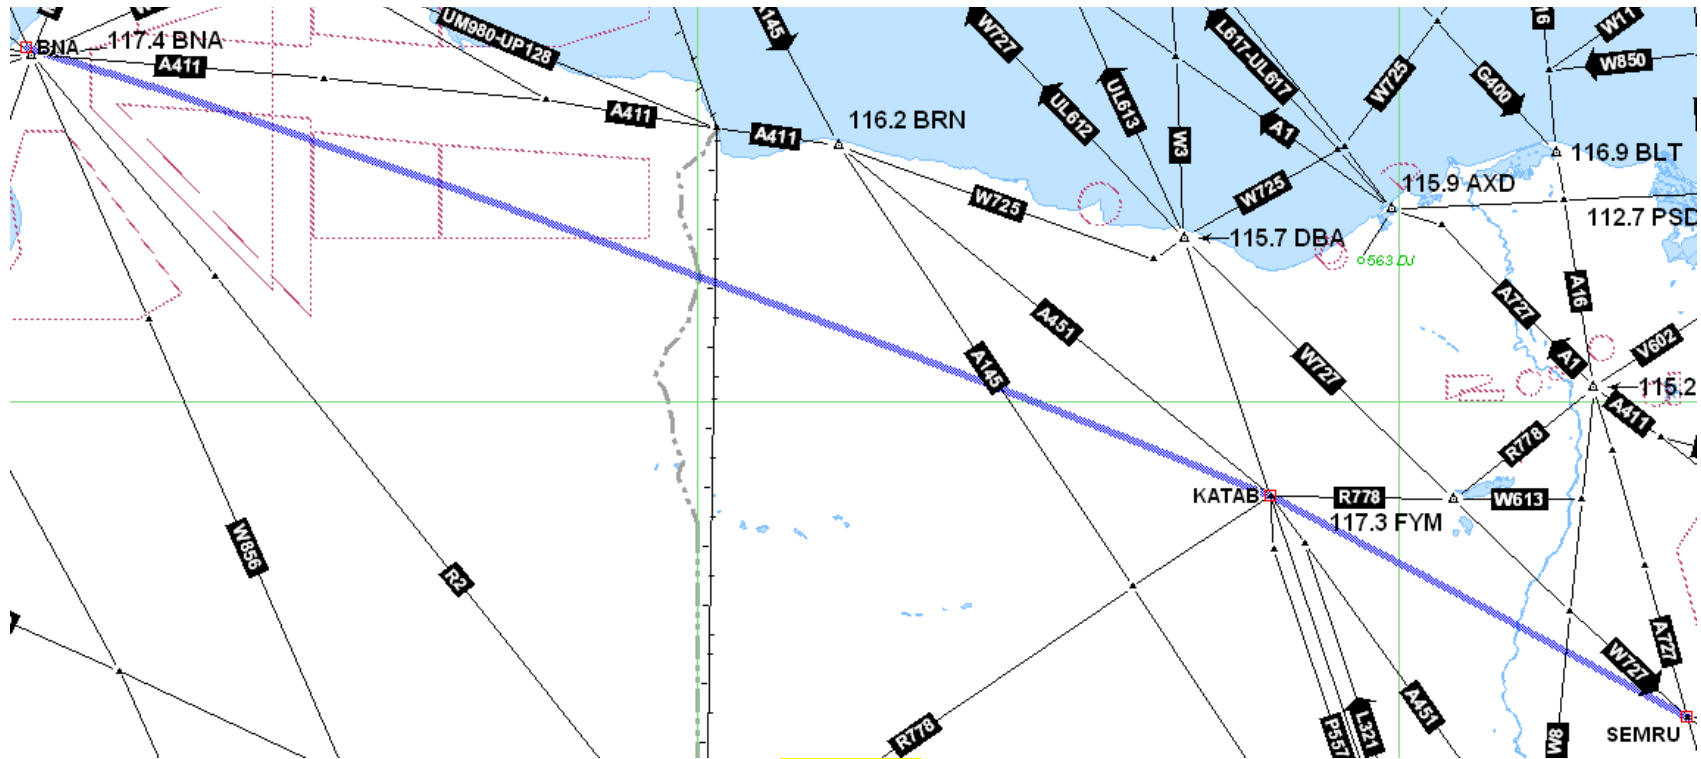 UM980-UP128
A145
W727
L617-UL617
W725
G400
16
W11
W850
BNA
117.4 BNA
A411
A411
A411
116.2 BRN
UL612
UL613
W3
A1
116.9 BLT
115.9 AXD
112.7 PSD
W725
W725
115.7 DBA
563 DJ
A16
A727
A1
V602
A451
A145
W727
115.2
A411
R778
KATAB
R778
W613
117.3 FYM
W856
R2
W727
A727
R778
P557
L321
A451
W8
SEMRU